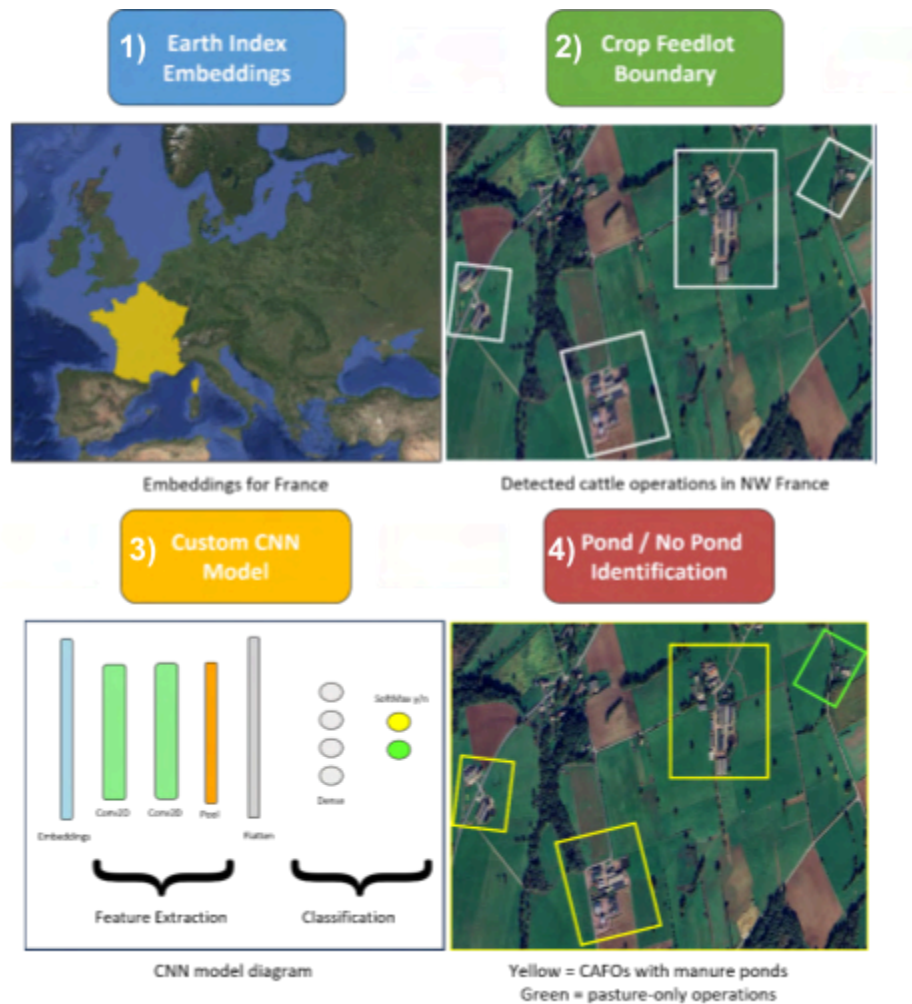 1) Earth Index
Embeddings
2) Crop Feedlot
Boundary
Embeddings for France
Detected cattle operations in NW France
3) Custom CNN
Model
4) Pond / No Pond
Identification
SoftMax y/n
Dense
Conv2D
Conv2D
Pool
Embeddings
Flatten
Feature Extraction
Classification
CNN model diagram
Yellow = CAFOs with manure ponds
Green = pasture-only operations